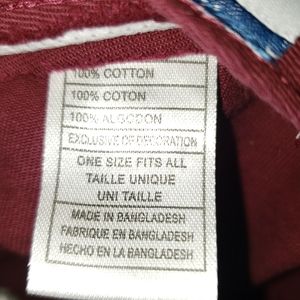 100% COTTON
100% COTON
100% ALGODON
EXCLUSIVE OF DECORATION
ONE SIZE FITS ALL
TAILLE UNIQUE
UNI TAILLE
MADE IN BANGLADESH
FABRIQUE EN BANGLADESH
HECHO EN LA BANGLADESH